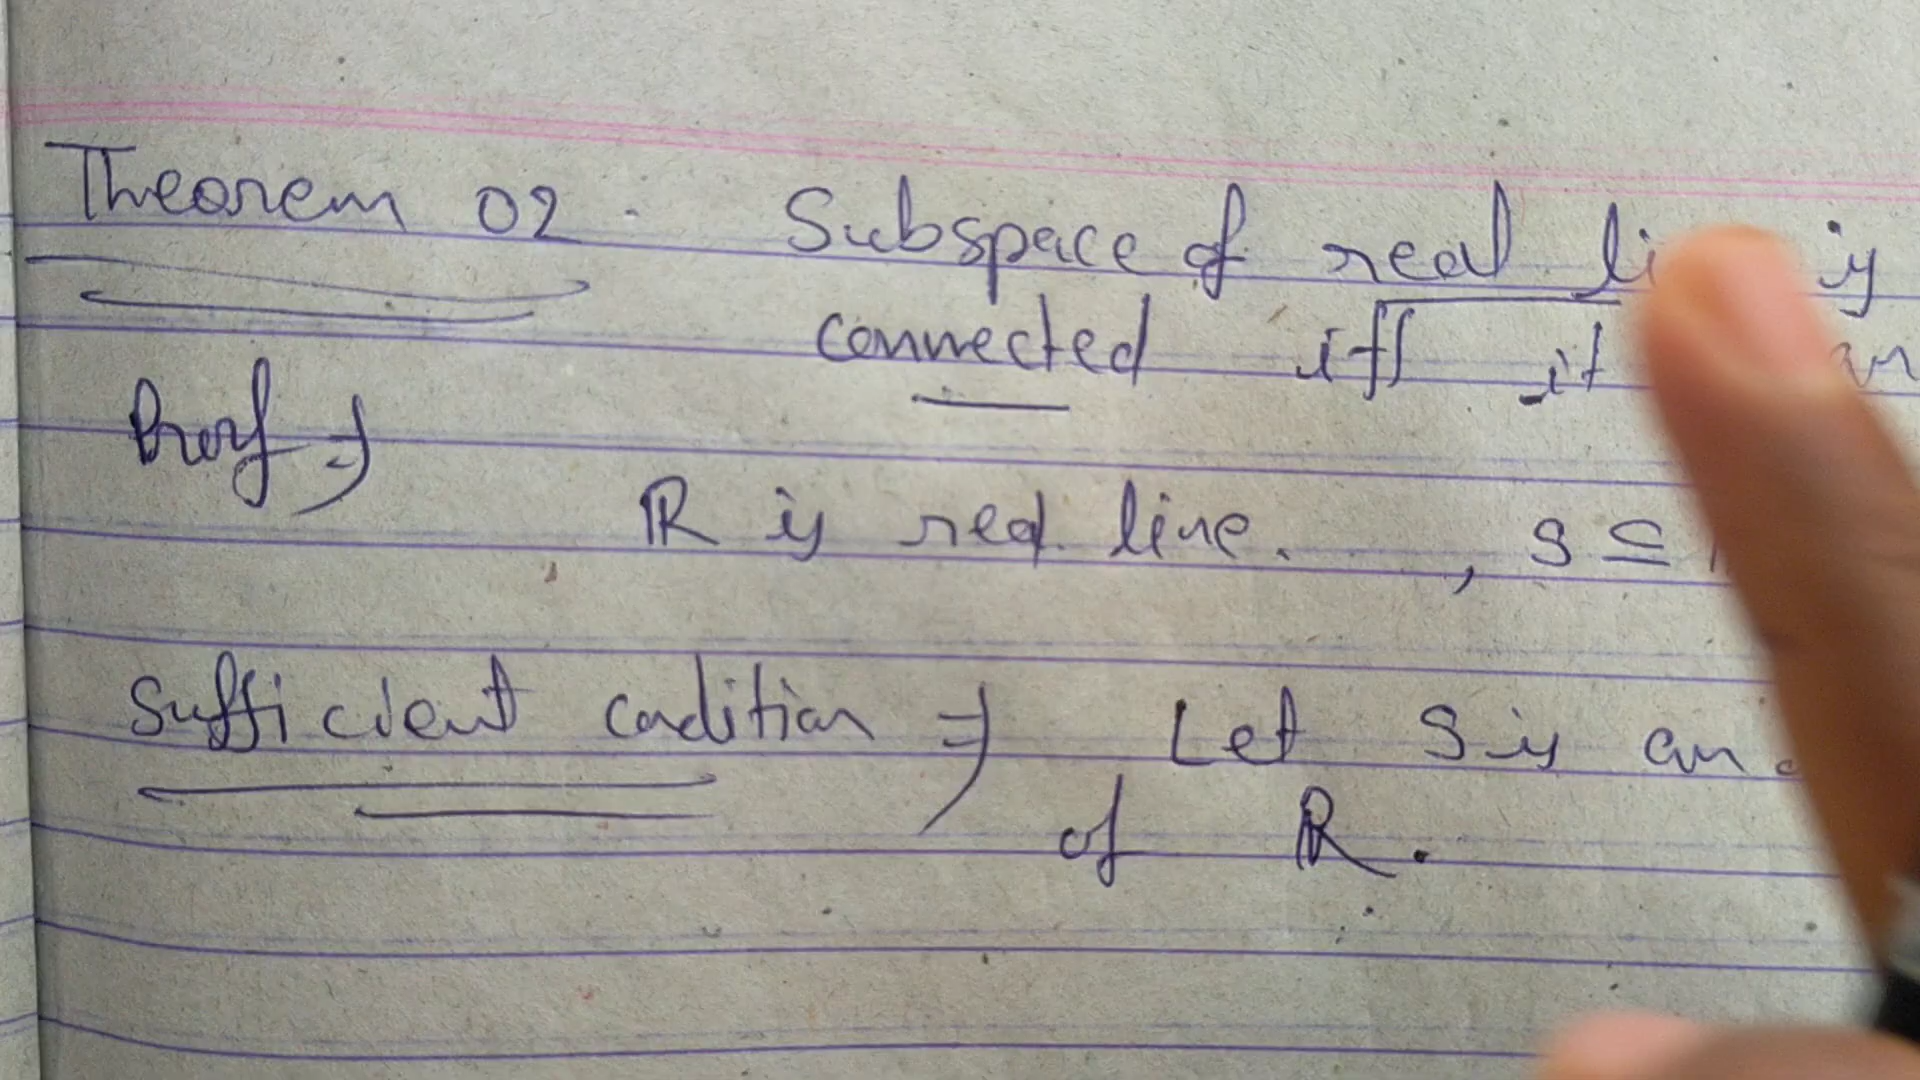 Theorem 02. Subspace of real is
connected iff it an
Proof ⇒
R is real line. , S ⊆
Sufficient condition ⇒ Let S is an
of R.